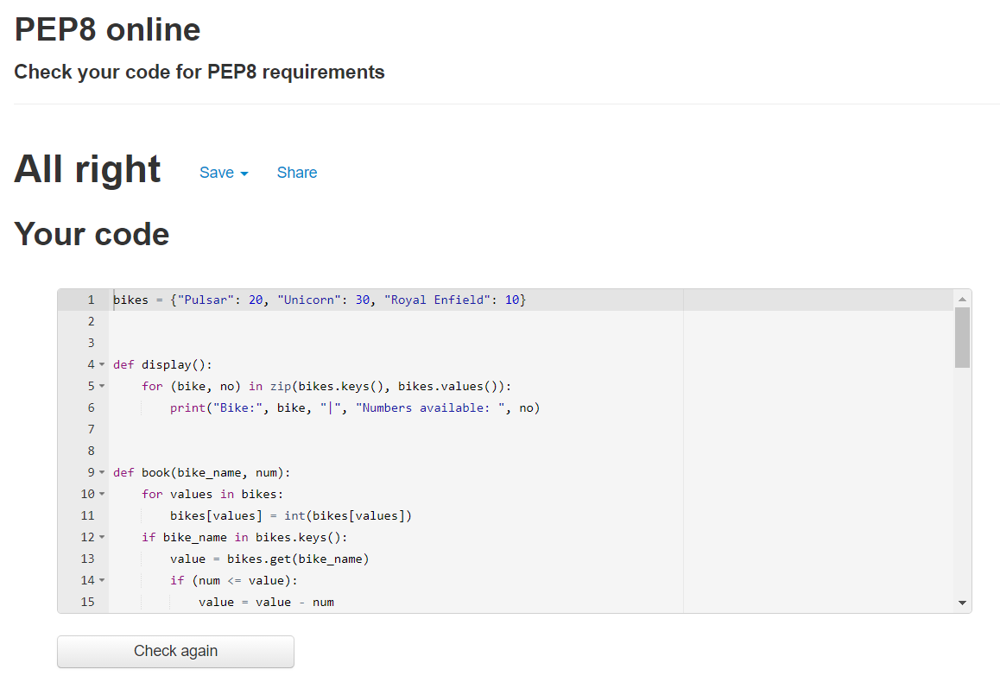 PEP8 online
Check your code for PEP8 requirements
All right Save Share
Your code
1 bikes = {"Pulsar": 20, "Unicorn": 30, "Royal Enfield": 10}
2
3
4 def display():
5     for (bike, no) in zip(bikes.keys(), bikes.values()):
6         print("Bike:", bike, "|", "Numbers available: ", no)
7
8
9 def book(bike_name, num):
10     for values in bikes:
11         bikes[values] = int(bikes[values])
12     if bike_name in bikes.keys():
13         value = bikes.get(bike_name)
14         if (num <= value):
15             value = value - num
Check again